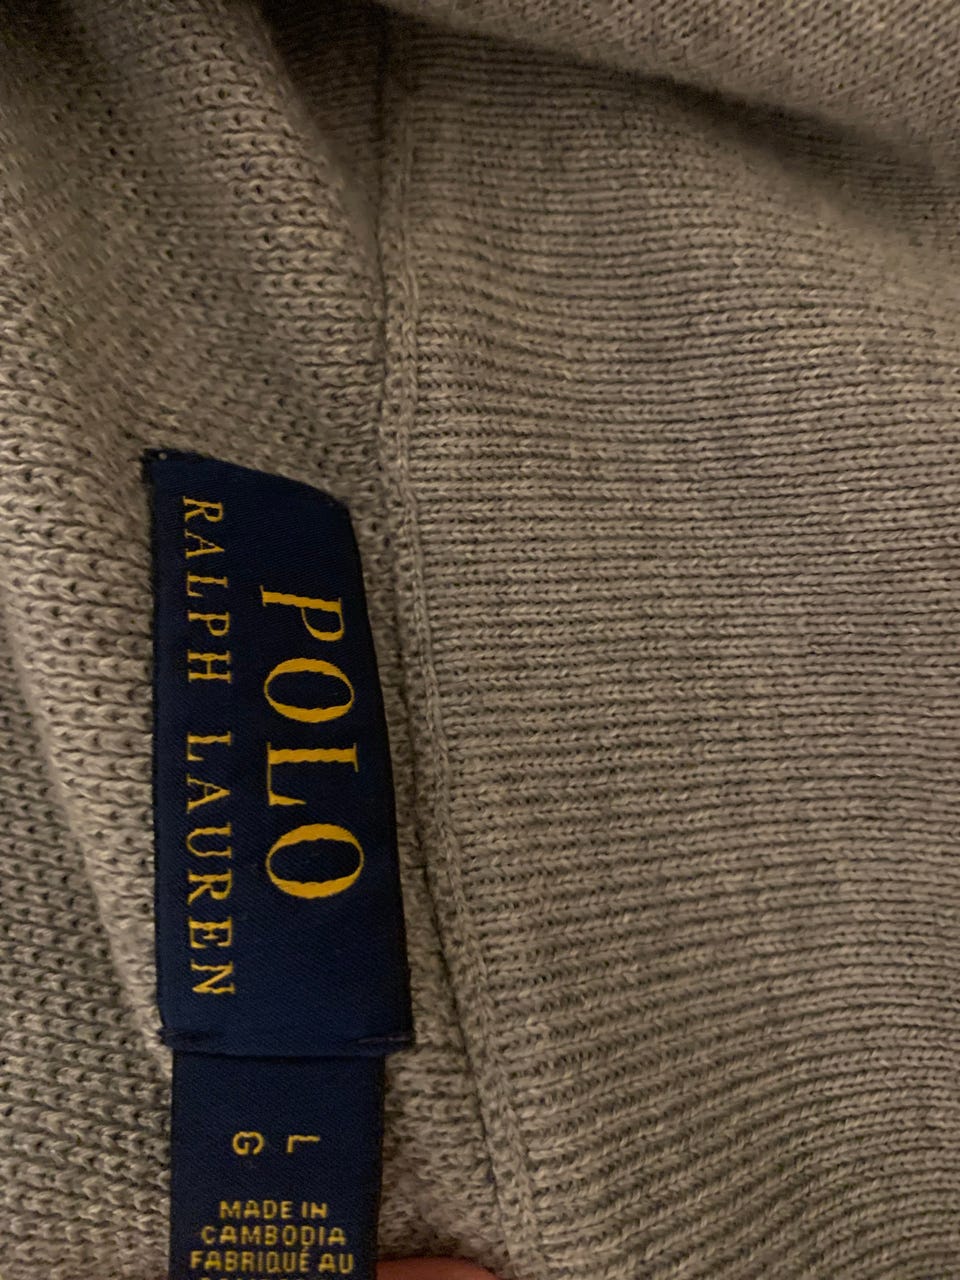 POLO
RALPH LAUREN
L
G
MADE IN
CAMBODIA
FABRIQUÉ AU